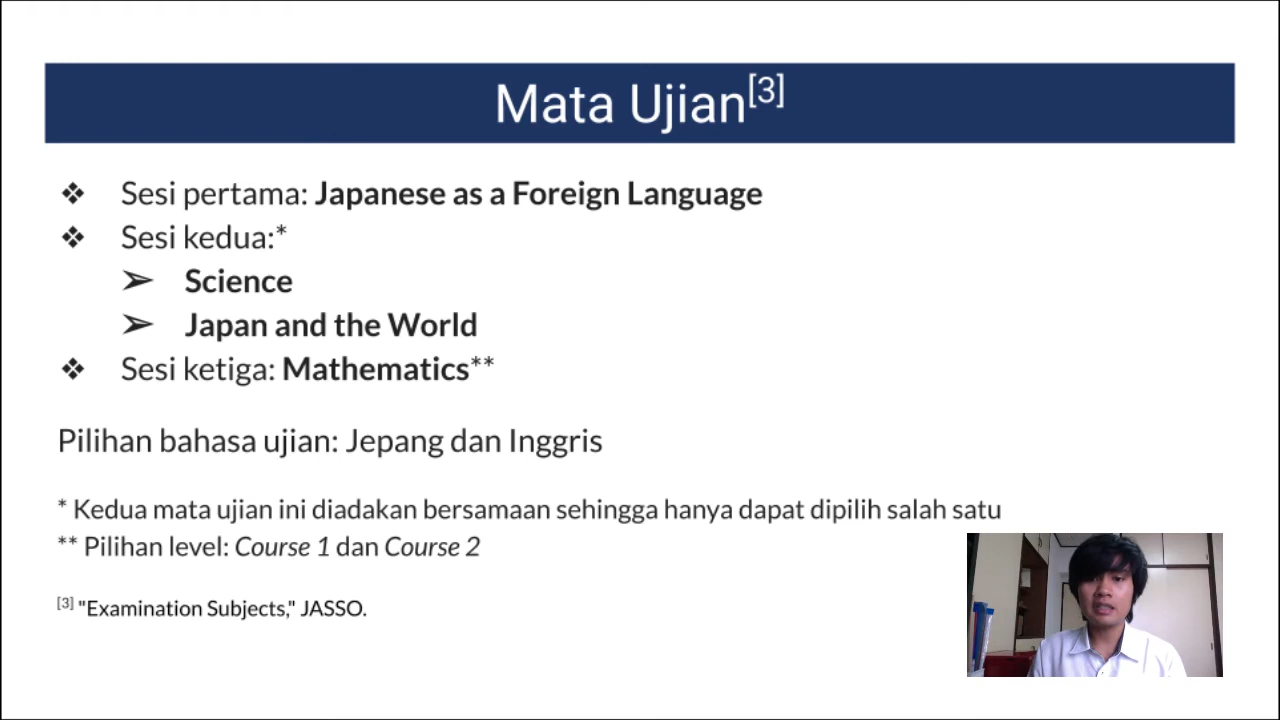 Mata Ujian[3]
❖ Sesi pertama: Japanese as a Foreign Language
❖ Sesi kedua:*
➢ Science
➢ Japan and the World
❖ Sesi ketiga: Mathematics**
Pilihan bahasa ujian: Jepang dan Inggris
* Kedua mata ujian ini diadakan bersamaan sehingga hanya dapat dipilih salah satu
** Pilihan level: Course 1 dan Course 2
[3] "Examination Subjects," JASSO.